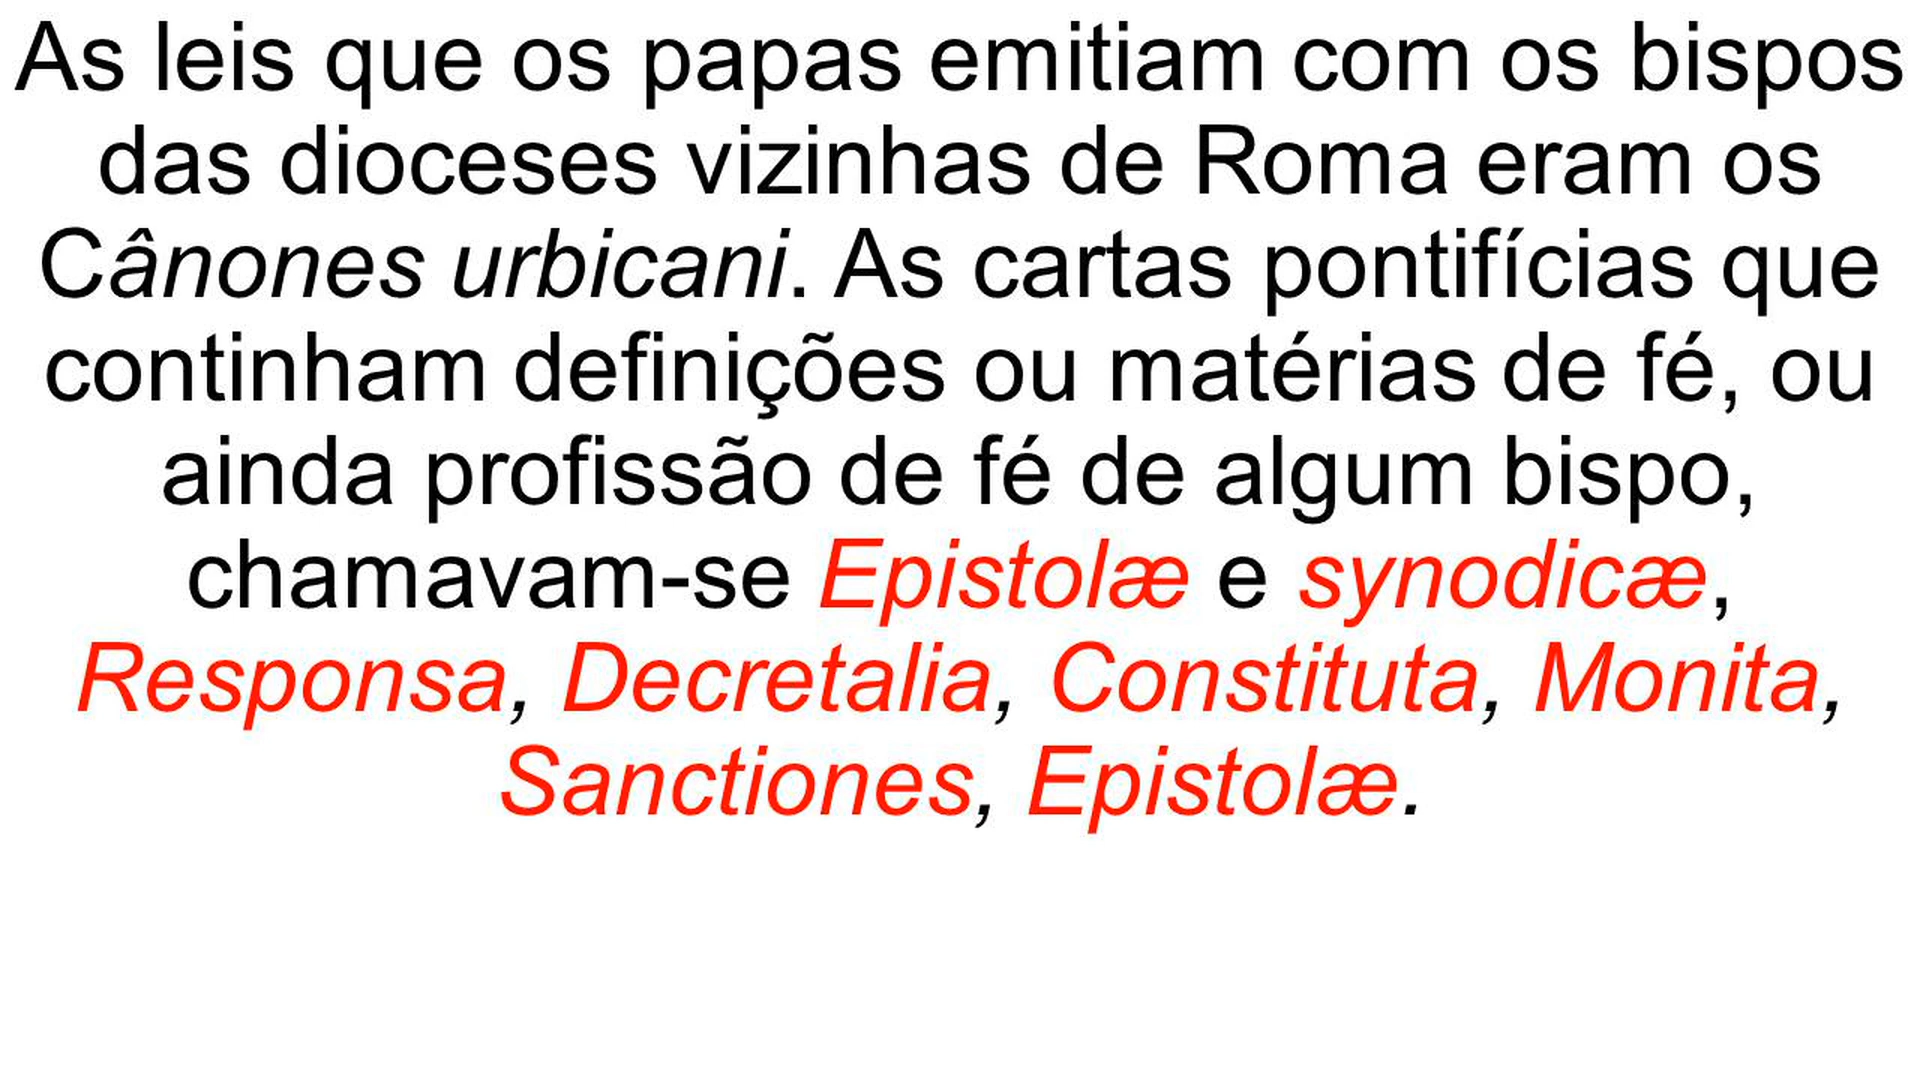 As leis que os papas emitiam com os bispos
das dioceses vizinhas de Roma eram os
Cânones urbicani. As cartas pontifícias que
continham definições ou matérias de fé, ou
ainda profissão de fé de algum bispo,
chamavam-se Epistolæ e synodicæ,
Responsa, Decretalia, Constituta, Monita,
Sanctiones, Epistolæ.